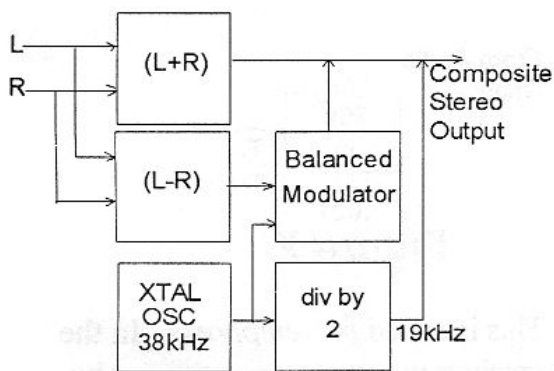 L
(L+R)
R
Composite
Stereo
Output
(L-R)
Balanced
Modulator
XTAL
OSC
38kHz
div by
2
19kHz